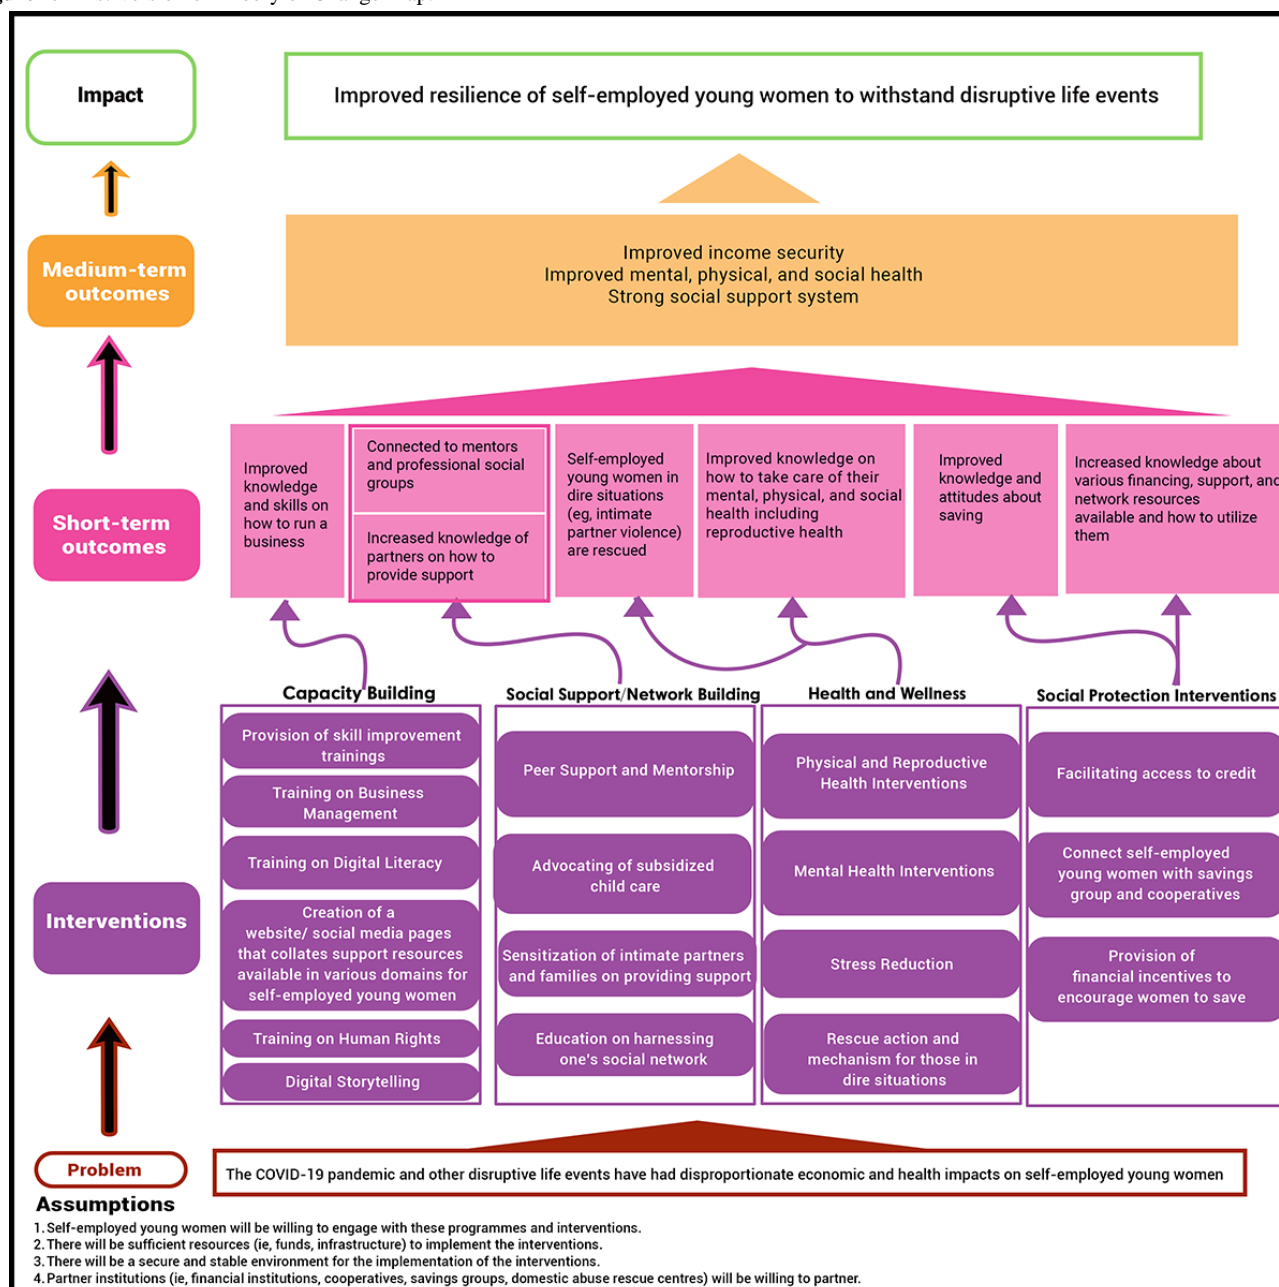 Impact
Improved resilience of self-employed young women to withstand disruptive life events
Medium-term
outcomes
Improved income security
Improved mental, physical, and social health
Strong social support system
Short-term
outcomes
Improved
knowledge
and skills on
how to run a
business
Connected to mentors
and professional social
groups
Increased knowledge of
partners on how to
provide support
Self-employed
young women in
dire situations
(eg, intimate
partner violence)
are rescued
Improved knowledge on
how to take care of their
mental, physical, and social
health including
reproductive health
Improved
knowledge and
attitudes about
saving
Increased knowledge about
various financing, support, and
network resources
available and how to utilize
them
Interventions
Capacity Building
Provision of skill improvement
trainings
Training on Business
Management
Training on Digital Literacy
Creation of a
website/ social media pages
that collates support resources
available in various domains for
self-employed young women
Training on Human Rights
Digital Storytelling
Social Support/Network Building
Peer Support and Mentorship
Advocating of subsidized
child care
Sensitization of intimate partners
and families on providing support
Education on harnessing
one's social network
Health and Wellness
Physical and Reproductive
Health Interventions
Mental Health Interventions
Stress Reduction
Rescue action and
mechanism for those in
dire situations
Social Protection Interventions
Facilitating access to credit
Connect self-employed
young women with savings
group and cooperatives
Provision of
financial incentives to
encourage women to save
Problem
The COVID-19 pandemic and other disruptive life events have had disproportionate economic and health impacts on self-employed young women
Assumptions
1. Self-employed young women will be willing to engage with these programmes and interventions.
2. There will be sufficient resources (ie, funds, infrastructure) to implement the interventions.
3. There will be a secure and stable environment for the implementation of the interventions.
4. Partner institutions (ie, financial institutions, cooperatives, savings groups, domestic abuse rescue centres) will be willing to partner.